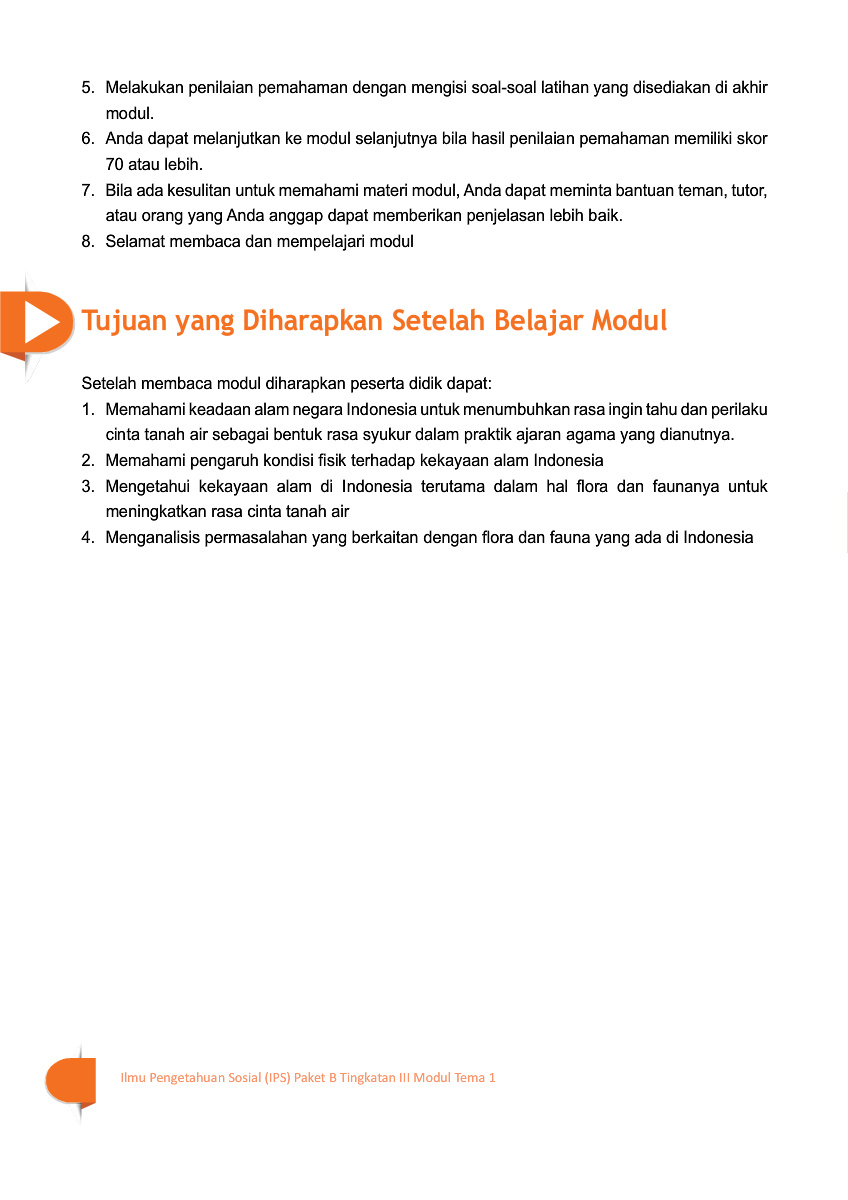 5. Melakukan penilaian pemahaman dengan mengisi soal-soal latihan yang disediakan di akhir
modul.
6. Anda dapat melanjutkan ke modul selanjutnya bila hasil penilaian pemahaman memiliki skor
70 atau lebih.
7. Bila ada kesulitan untuk memahami materi modul, Anda dapat meminta bantuan teman, tutor,
atau orang yang Anda anggap dapat memberikan penjelasan lebih baik.
8. Selamat membaca dan mempelajari modul
Tujuan yang Diharapkan Setelah Belajar Modul
Setelah membaca modul diharapkan peserta didik dapat:
1. Memahami keadaan alam negara Indonesia untuk menumbuhkan rasa ingin tahu dan perilaku
cinta tanah air sebagai bentuk rasa syukur dalam praktik ajaran agama yang dianutnya.
2. Memahami pengaruh kondisi fisik terhadap kekayaan alam Indonesia
3. Mengetahui kekayaan alam di Indonesia terutama dalam hal flora dan faunanya untuk
meningkatkan rasa cinta tanah air
4. Menganalisis permasalahan yang berkaitan dengan flora dan fauna yang ada di Indonesia
Ilmu Pengetahuan Sosial (IPS) Paket B Tingkatan III Modul Tema 1